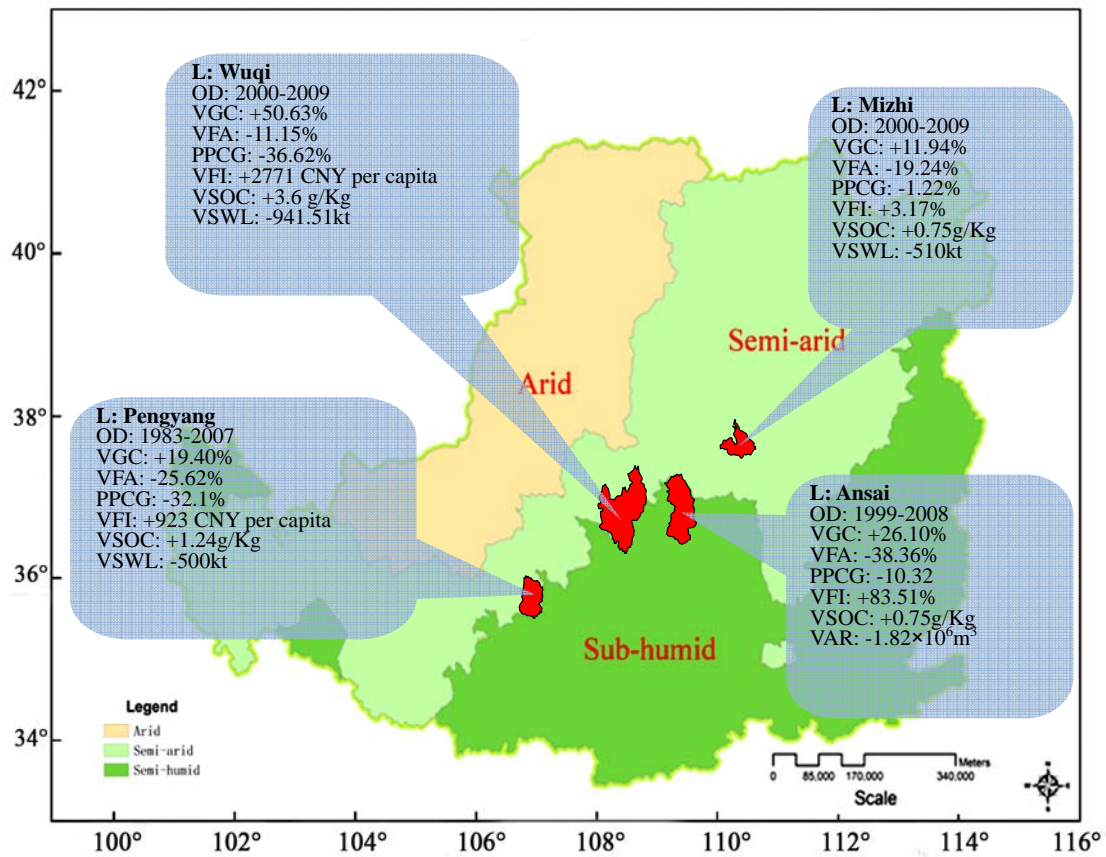 L: Wuqi
OD: 2000-2009
VGC: +50.63%
VFA: -11.15%
PPCG: -36.62%
VFI: +2771 CNY per capita
VSOC: +3.6 g/Kg
VSWL: -941.51kt
L: Mizhi
OD: 2000-2009
VGC: +11.94%
VFA: -19.24%
PPCG: -1.22%
VFI: +3.17%
VSOC: +0.75g/Kg
VSWL: -510kt
42°
40°
38°
36°
34°
Semi-arid
Arid
L: Pengyang
OD: 1983-2007
VGC: +19.40%
VFA: -25.62%
PPCG: -32.1%
VFI: +923 CNY per capita
VSOC: +1.24g/Kg
VSWL: -500kt
L: Ansai
OD: 1999-2008
VGC: +26.10%
VFA: -38.36%
PPCG: -10.32
VFI: +83.51%
VSOC: +0.75g/Kg
VAR: -1.82×10⁶m³
Sub-humid
Legend
Arid
Semi-arid
Semi-humid
Meters
0 85,000 170,000 340,000
Scale
100° 102° 104° 106° 108° 110° 112° 114° 116°